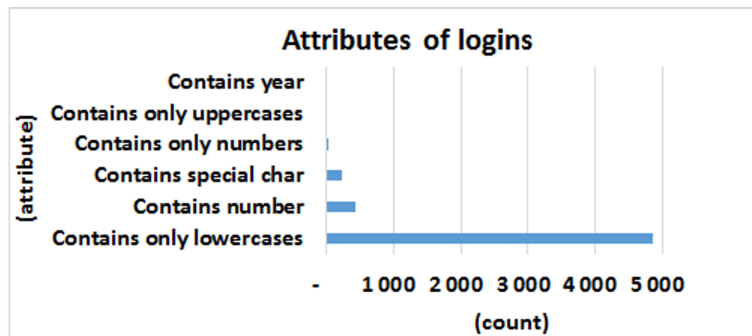 Attributes of logins
Contains year
Contains only uppercases
Contains only numbers
Contains special char
Contains number
Contains only lowercases
(attribute)
- 1 000 2 000 3 000 4 000 5 000
(count)